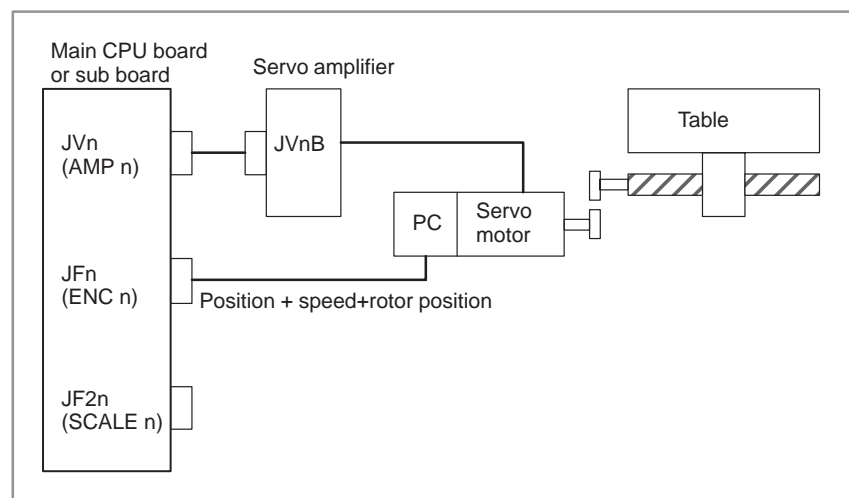 Main CPU board
or sub board
Servo amplifier
JVn
(AMP n)
JVnB
Table
PC
Servo
motor
JFn
(ENC n)
Position + speed+rotor position
JF2n
(SCALE n)